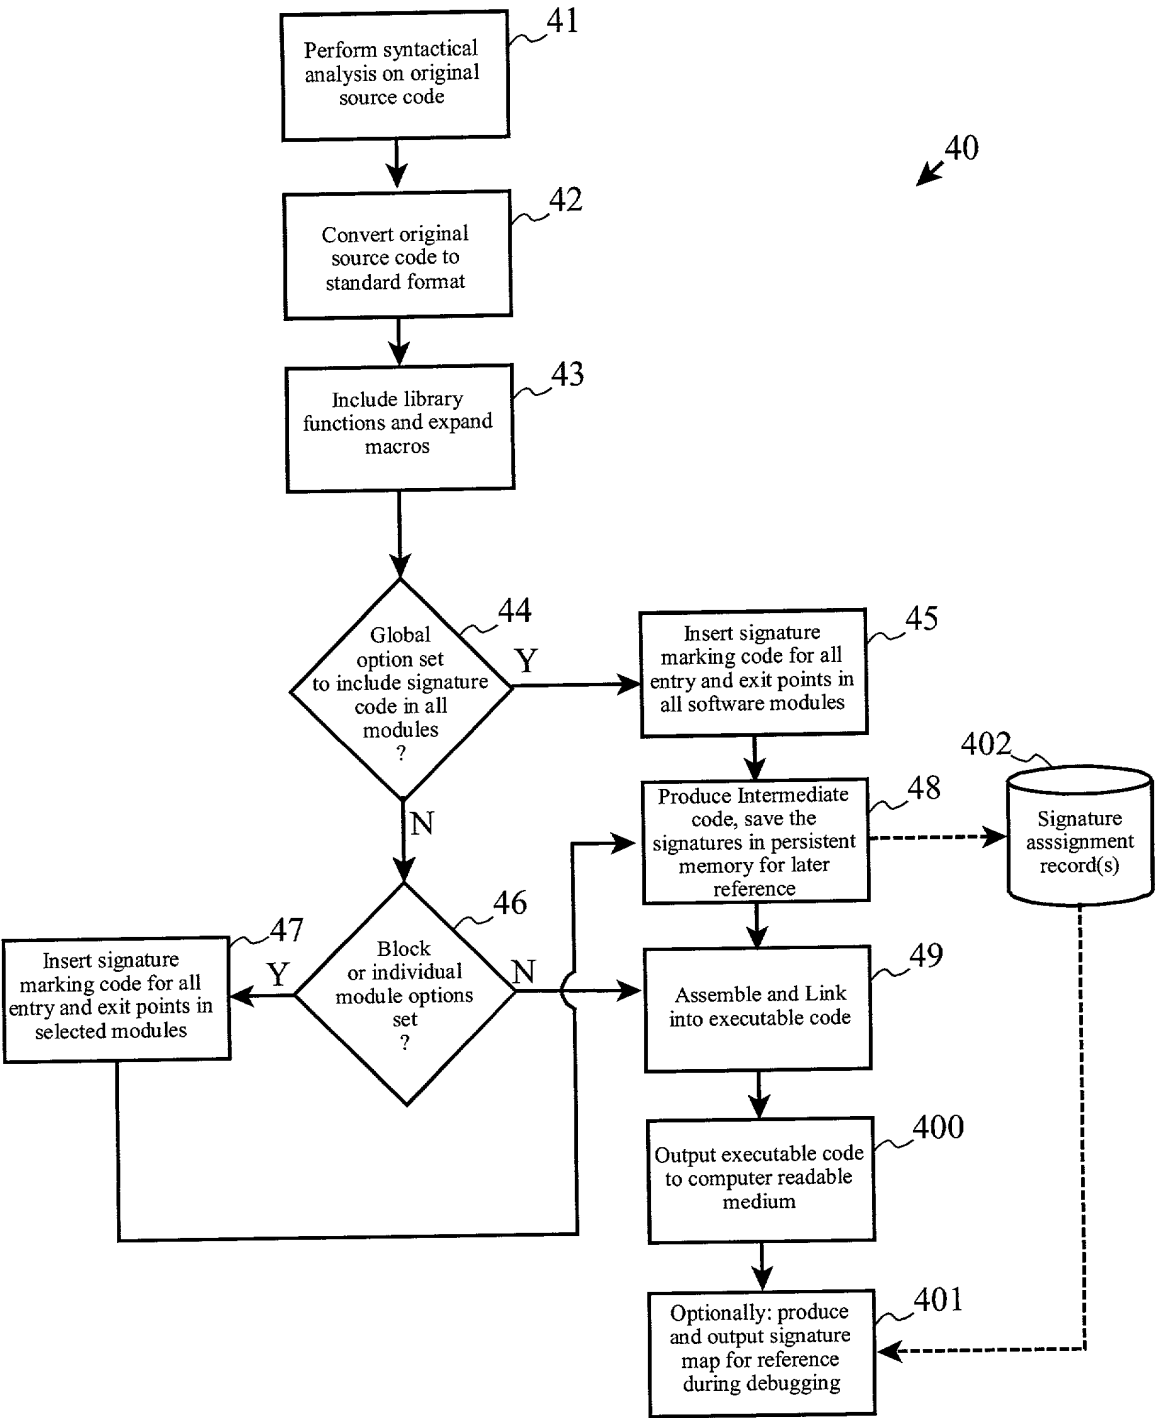 41
Perform syntactical
analysis on original
source code
40
42
Convert original
source code to
standard format
43
Include library
functions and expand
macros
44
Global
option set
to include signature
code in all
modules
?
Y
N
45
Insert signature
marking code for all
entry and exit points in
all software modules
402
Signature
asssignment
record(s)
48
Produce Intermediate
code, save the
signatures in persistent
memory for later
reference
46
Block
or individual
module options
set
?
Y
N
47
Insert signature
marking code for all
entry and exit points in
selected modules
49
Assemble and Link
into executable code
400
Output executable code
to computer readable
medium
401
Optionally: produce
and output signature
map for reference
during debugging